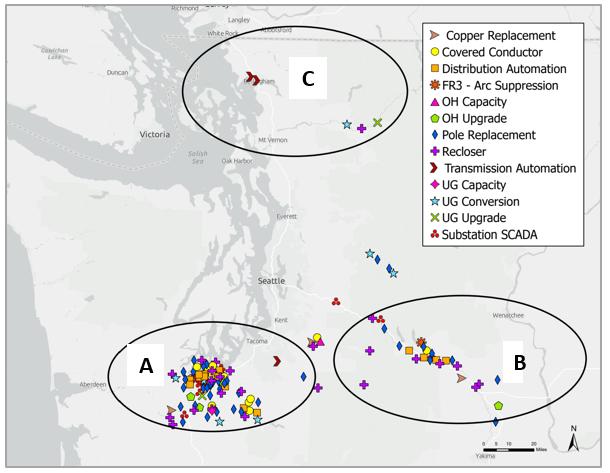 Richmond
Langley
Abbotsford
White Rock
Cowichan
Lake
Duncan
C
Victoria
Mt Vernon
Salish
Sea
Oak Harbor
Everett
Seattle
Kent
Tacoma
Wenatchee
A
B
Aberdeen
Yakima
Copper Replacement
Covered Conductor
Distribution Automation
FR3 - Arc Suppression
OH Capacity
OH Upgrade
Pole Replacement
Recloser
Transmission Automation
UG Capacity
UG Conversion
UG Upgrade
Substation SCADA
0 5 10 20 Miles
N